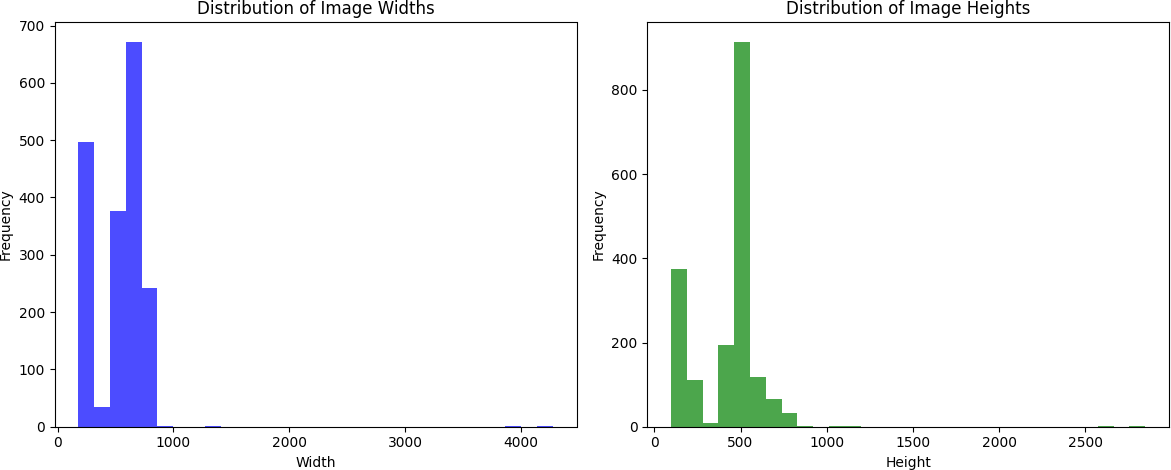 Distribution of Image Widths
700
600
500
400
300
200
100
0
Frequency
0 1000 2000 3000 4000
Width
Distribution of Image Heights
800
600
400
200
0
Frequency
0 500 1000 1500 2000 2500
Height